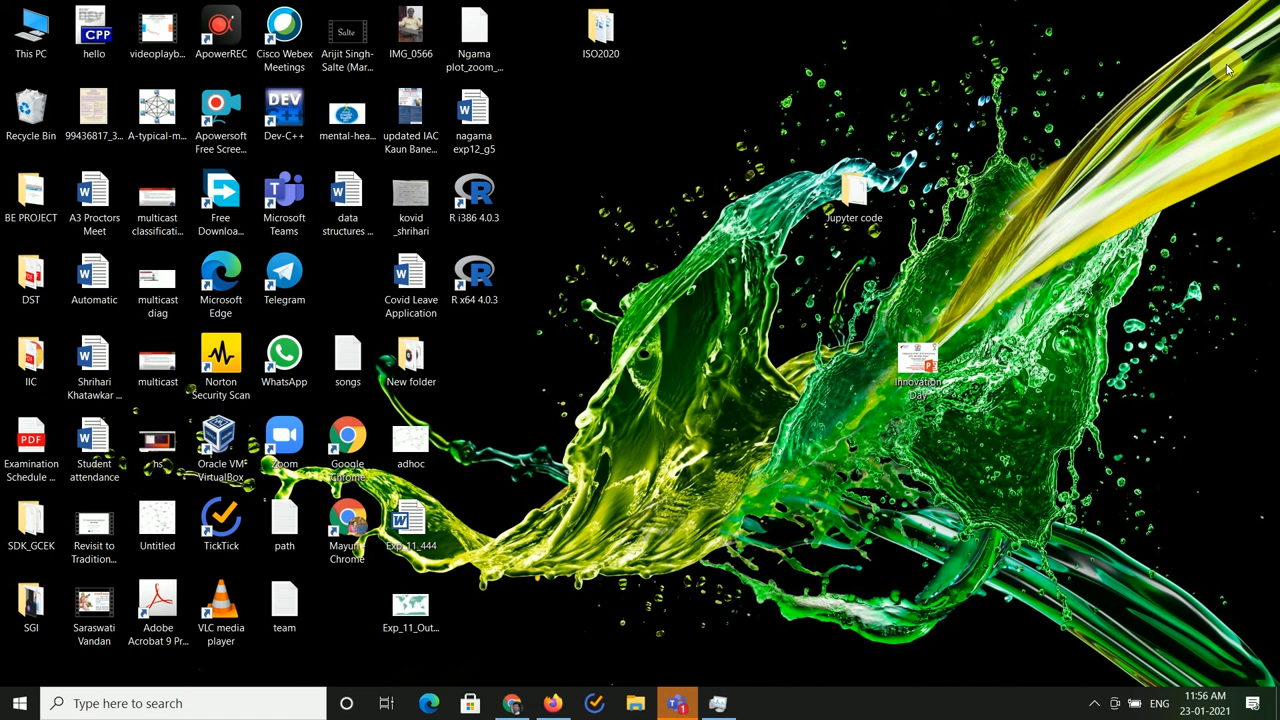 This PC
hello
videoplayb...
ApowerREC
Cisco Webex
Meetings
Arijit Singh-
Salte (Mar...
IMG_0566
Ngama
plot_zoom_...
ISO2020
CPP
Salte
Recycle Bin
99436817_3...
A-typical-m...
Apowersoft
Free Scree...
DEV
Dev-C++
mental-hea...
updated IAC
Kaun Bane...
nagama
exp12_g5
BE PROJECT
A3 Proctors
Meet
multicast
classificati...
Free
Downloa...
Microsoft
Teams
data
structures ...
kovid
_shrihari
R i386 4.0.3
Jupyter code
DST
Automatic
multicast
diag
Microsoft
Edge
Telegram
Covid Leave
Application
R x64 4.0.3
IIC
Shrihari
Khatawkar ...
multicast
Norton
Security Scan
WhatsApp
songs
New folder
Innovation
Day
PDF
Examination
Schedule ...
Student
attendance
hs
Oracle VM
VirtualBox
Zoom
Google
Chrome
adhoc
SDK_GCEK
Revisit to
Tradition...
Untitled
TickTick
path
Mayuri -
Chrome
Exp_11_444
SGI
Saraswati
Vandan
Adobe
Acrobat 9 Pr...
VLC media
player
team
Exp_11_Out...
Type here to search
1
ENG
11:56 AM
23-01-2021